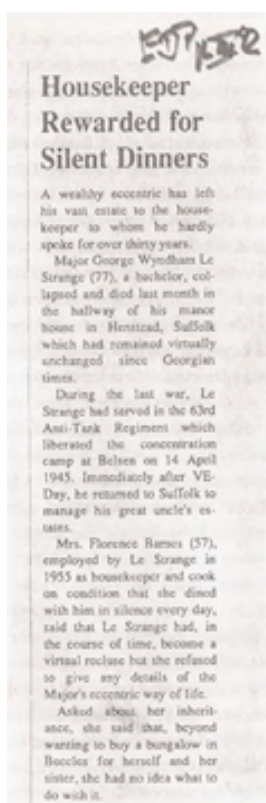 EDP
Housekeeper
Rewarded for
Silent Dinners
A wealthy eccentric has left
his vast estate to the house-
keeper to whom he hardly
spoke for over thirty years.
Major George Wyndham Le
Strange (77), a bachelor, col-
lapsed and died last month in
the hallway of his manor
house in Henstead, Suffolk
which had remained virtually
unchanged since Georgian
times.
During the last war, Le
Strange had served in the 63rd
Anti-Tank Regiment which
liberated the concentration
camp at Belsen on 14 April
1945. Immediately after VE-
Day, he returned to Suffolk to
manage his great uncle's es-
tates.
Mrs. Florence Barnes (57),
employed by Le Strange in
1955 as housekeeper and cook
on condition that she dined
with him in silence every day,
said that Le Strange had, in
the course of time, become a
virtual recluse but she refused
to give any details of the
Major's eccentric way of life.
Asked about her inherit-
ance, she said that, beyond
wanting to buy a bungalow in
Beccles for herself and her
sister, she had no idea what to
do with it.